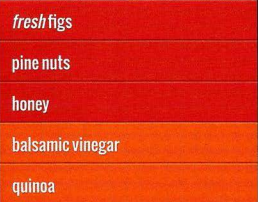 fresh figs
pine nuts
honey
balsamic vinegar
quinoa